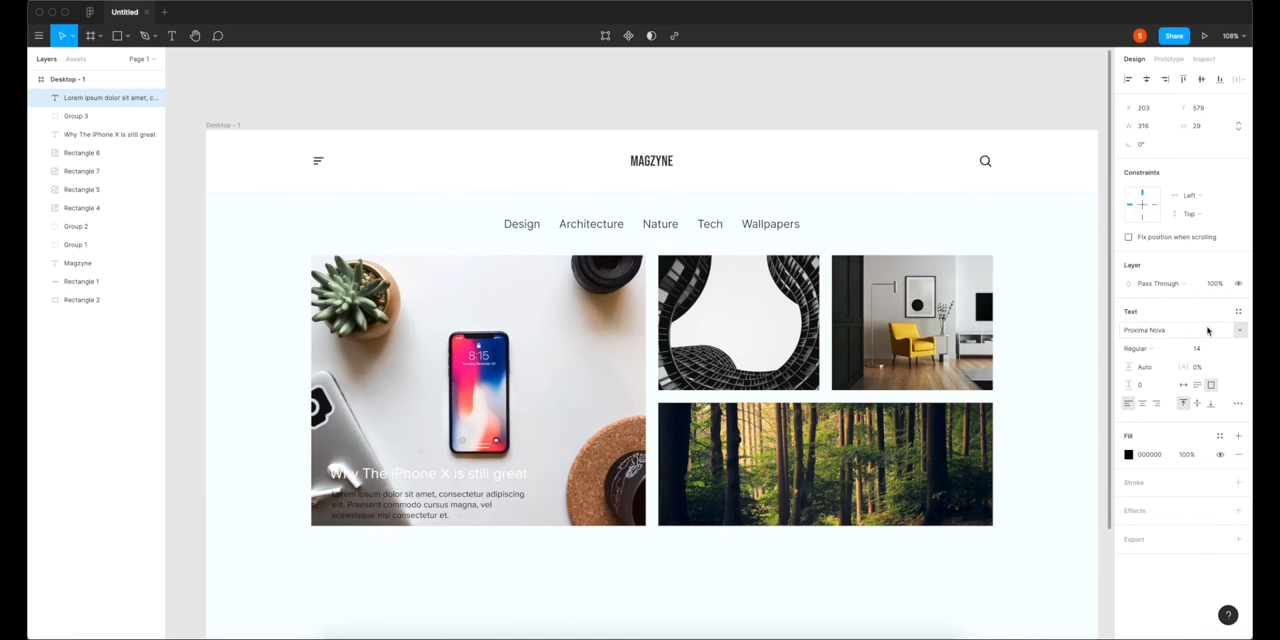 Untitled
Share
108%
Layers
Assets
Page 1
Desktop - 1
Lorem ipsum dolor sit amet, c...
Group 3
Why The iPhone X is still great
Rectangle 6
Rectangle 7
Rectangle 5
Rectangle 4
Group 2
Group 1
Magzyne
Rectangle 1
Rectangle 2
Desktop - 1
MAGZYNE
Design Architecture Nature Tech Wallpapers
8:15
Why The iPhone X is still great
Lorem ipsum dolor sit amet, consectetur adipiscing
elit. Praesent commodo cursus magna, vel
scelerisque nisl consectetur et.
S
Design Prototype Inspect
X 203 Y 579
W 316 H 29
0°
Constraints
Left
Top
Fix position when scrolling
Layer
Pass Through 100%
Text
Proxima Nova
Regular 14
Auto |A| 0%
0
Fill
000000 100%
Stroke
Effects
Export
?